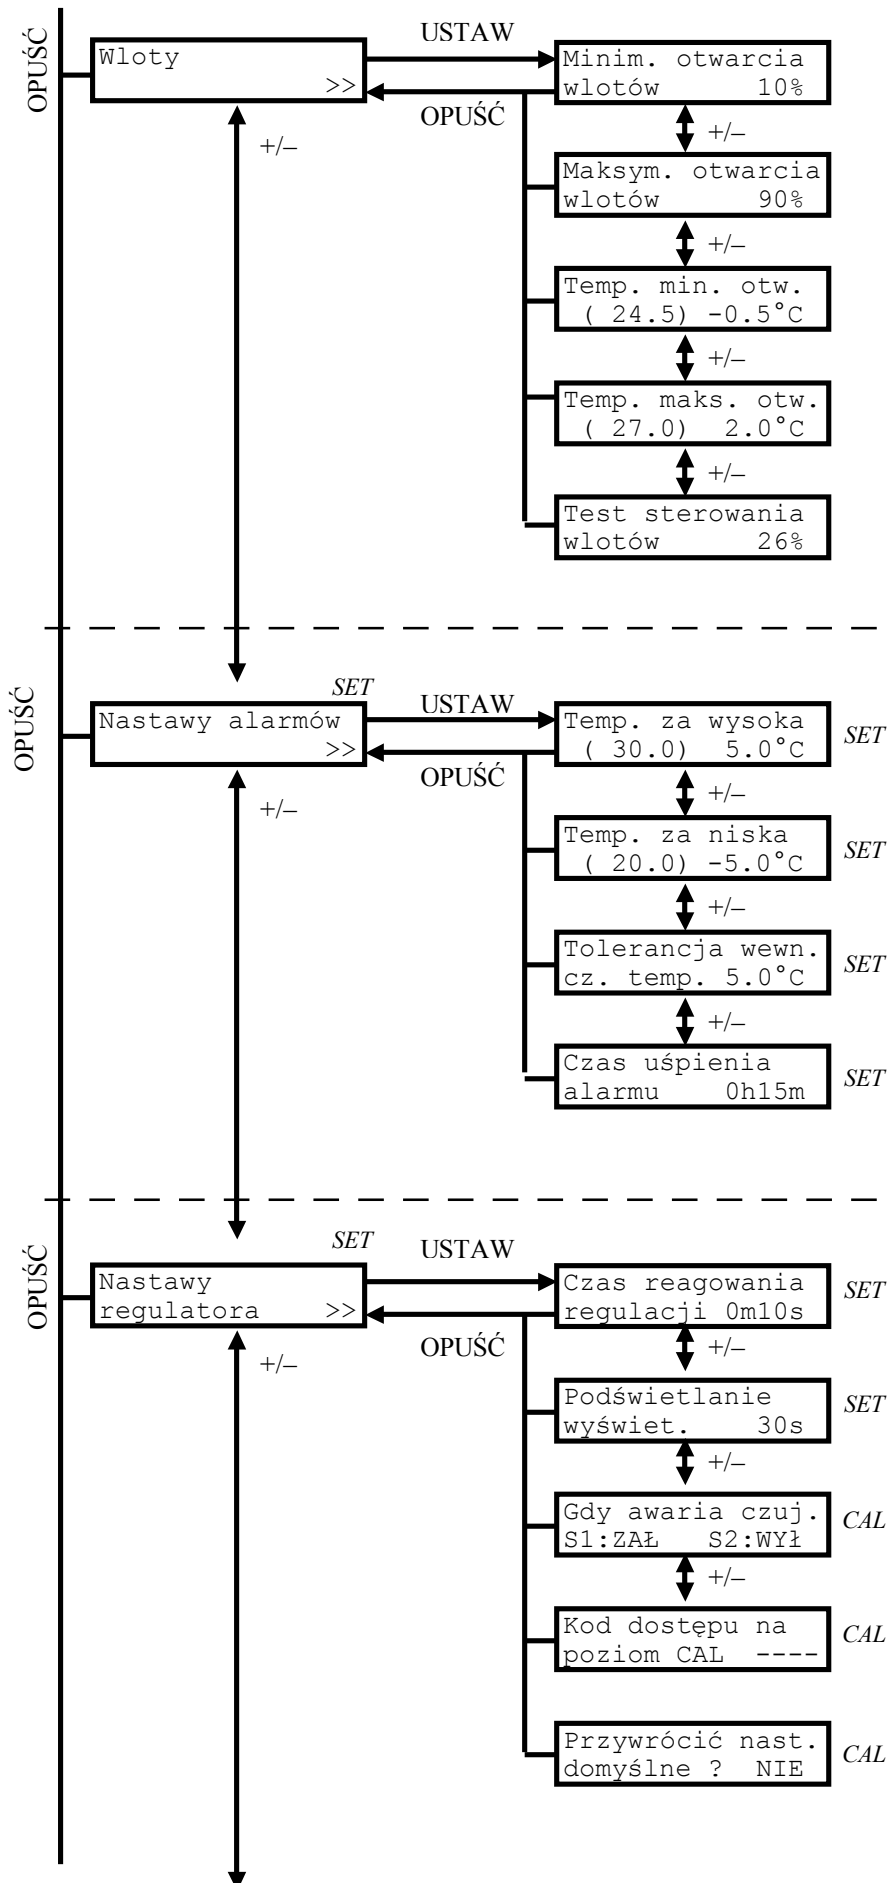 OPUŚĆ
Wloty
>>
USTAW
OPUŚĆ
+/–
Minim. otwarcia
wlotów 10%
+/–
Maksym. otwarcia
wlotów 90%
+/–
Temp. min. otw.
( 24.5) -0.5°C
+/–
Temp. maks. otw.
( 27.0) 2.0°C
+/–
Test sterowania
wlotów 26%
OPUŚĆ
SET
Nastawy alarmów
>>
USTAW
OPUŚĆ
+/–
Temp. za wysoka
( 30.0) 5.0°C
SET
+/–
Temp. za niska
( 20.0) -5.0°C
SET
+/–
Tolerancja wewn.
cz. temp. 5.0°C
SET
+/–
Czas uśpienia
alarmu 0h15m
SET
OPUŚĆ
SET
Nastawy
regulatora >>
USTAW
OPUŚĆ
+/–
Czas reagowania
regulacji 0m10s
SET
+/–
Podświetlanie
wyświet. 30s
SET
+/–
Gdy awaria czuj.
S1:ZAŁ S2:WYł
CAL
+/–
Kod dostępu na
poziom CAL ----
CAL
Przywrócić nast.
domyślne ? NIE
CAL